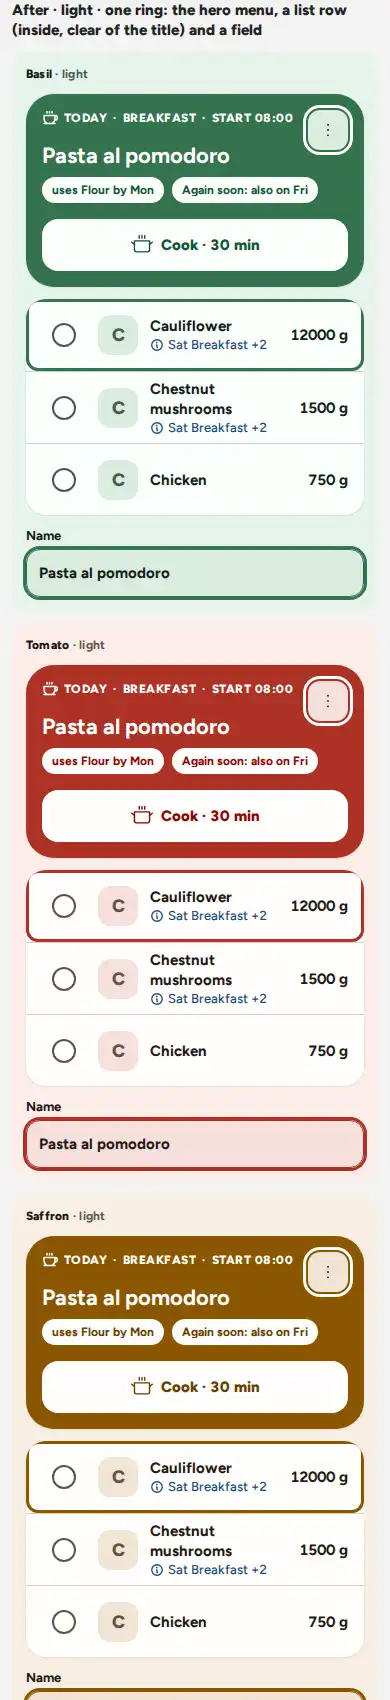 After · light · one ring: the hero menu, a list row
(inside, clear of the title) and a field
Basil · light
TODAY · BREAKFAST · START 08:00
Pasta al pomodoro
uses Flour by Mon Again soon: also on Fri
Cook · 30 min
C Cauliflower 12000 g
Sat Breakfast +2
C Chestnut
mushrooms 1500 g
Sat Breakfast +2
C Chicken 750 g
Name
Pasta al pomodoro
Tomato · light
TODAY · BREAKFAST · START 08:00
Pasta al pomodoro
uses Flour by Mon Again soon: also on Fri
Cook · 30 min
C Cauliflower 12000 g
Sat Breakfast +2
C Chestnut
mushrooms 1500 g
Sat Breakfast +2
C Chicken 750 g
Name
Pasta al pomodoro
Saffron · light
TODAY · BREAKFAST · START 08:00
Pasta al pomodoro
uses Flour by Mon Again soon: also on Fri
Cook · 30 min
C Cauliflower 12000 g
Sat Breakfast +2
C Chestnut
mushrooms 1500 g
Sat Breakfast +2
C Chicken 750 g
Name